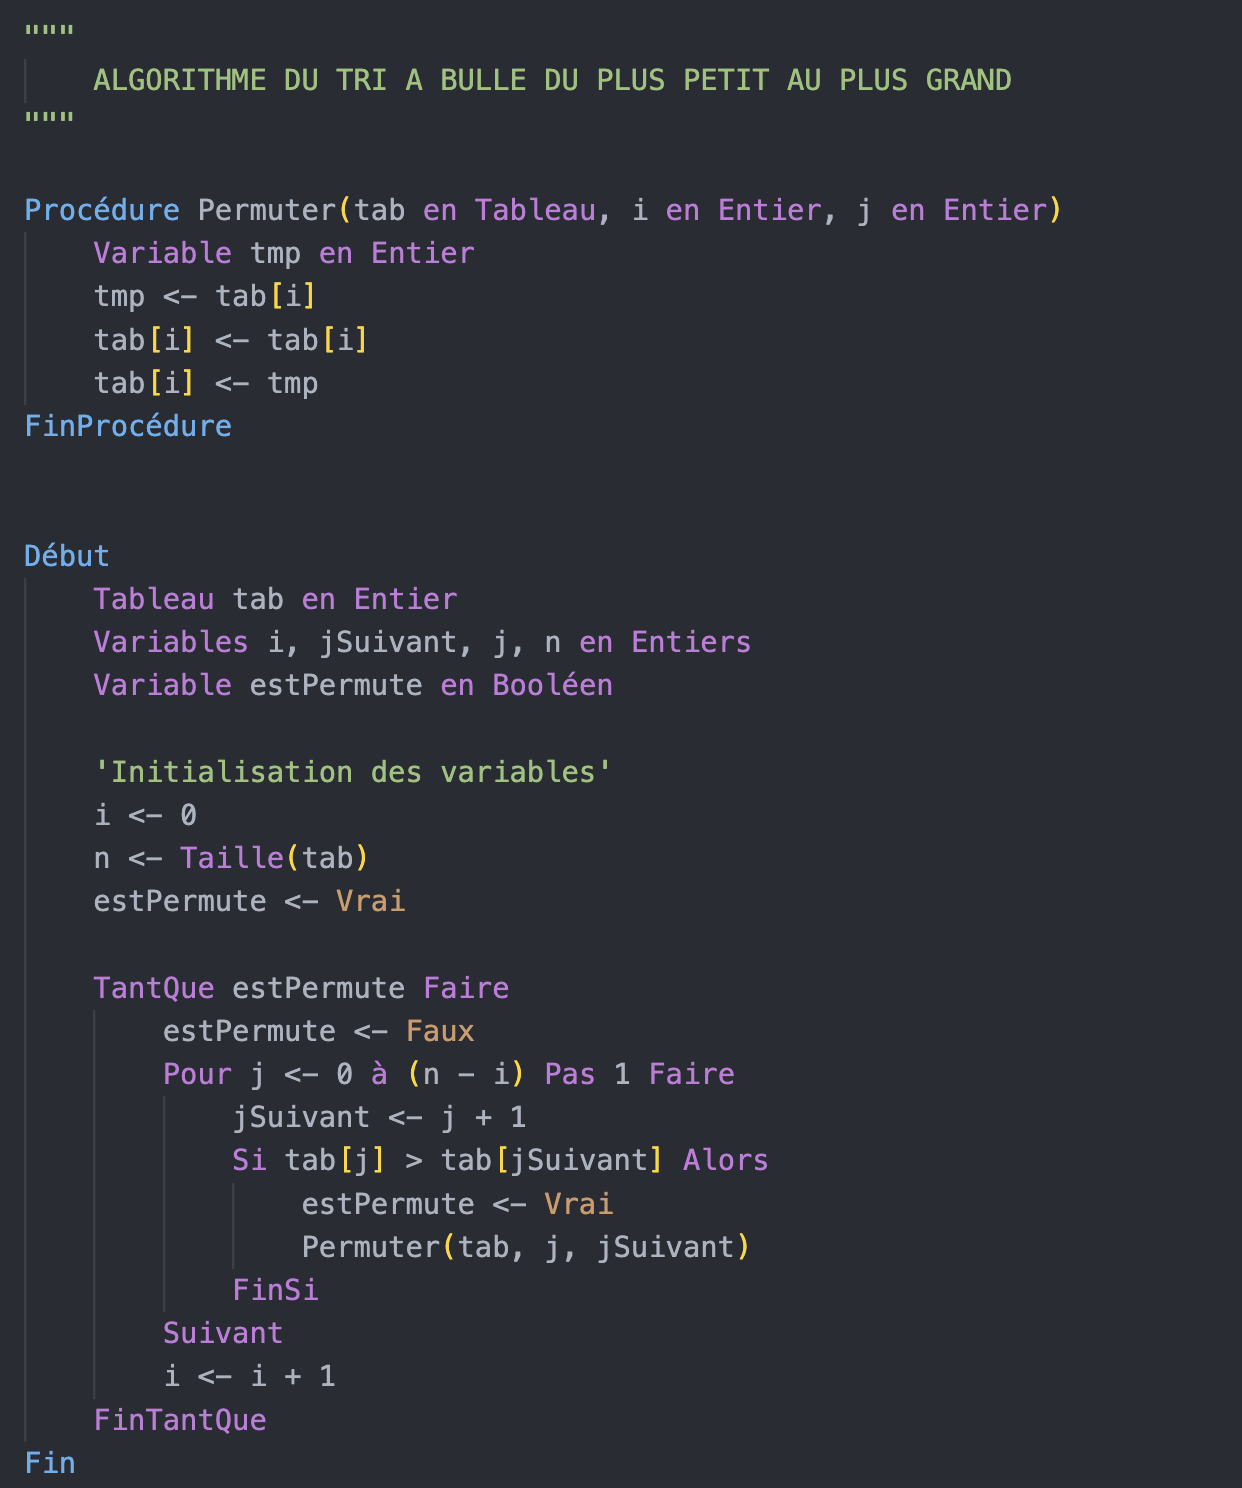 """
    ALGORITHME DU TRI A BULLE DU PLUS PETIT AU PLUS GRAND
"""
Procédure Permuter(tab en Tableau, i en Entier, j en Entier)
    Variable tmp en Entier
    tmp <- tab[i]
    tab[i] <- tab[i]
    tab[i] <- tmp
FinProcédure
Début
    Tableau tab en Entier
    Variables i, jSuivant, j, n en Entiers
    Variable estPermute en Booléen
    'Initialisation des variables'
    i <- 0
    n <- Taille(tab)
    estPermute <- Vrai
    TantQue estPermute Faire
        estPermute <- Faux
        Pour j <- 0 à (n - i) Pas 1 Faire
            jSuivant <- j + 1
            Si tab[j] > tab[jSuivant] Alors
                estPermute <- Vrai
                Permuter(tab, j, jSuivant)
            FinSi
        Suivant
        i <- i + 1
    FinTantQue
Fin